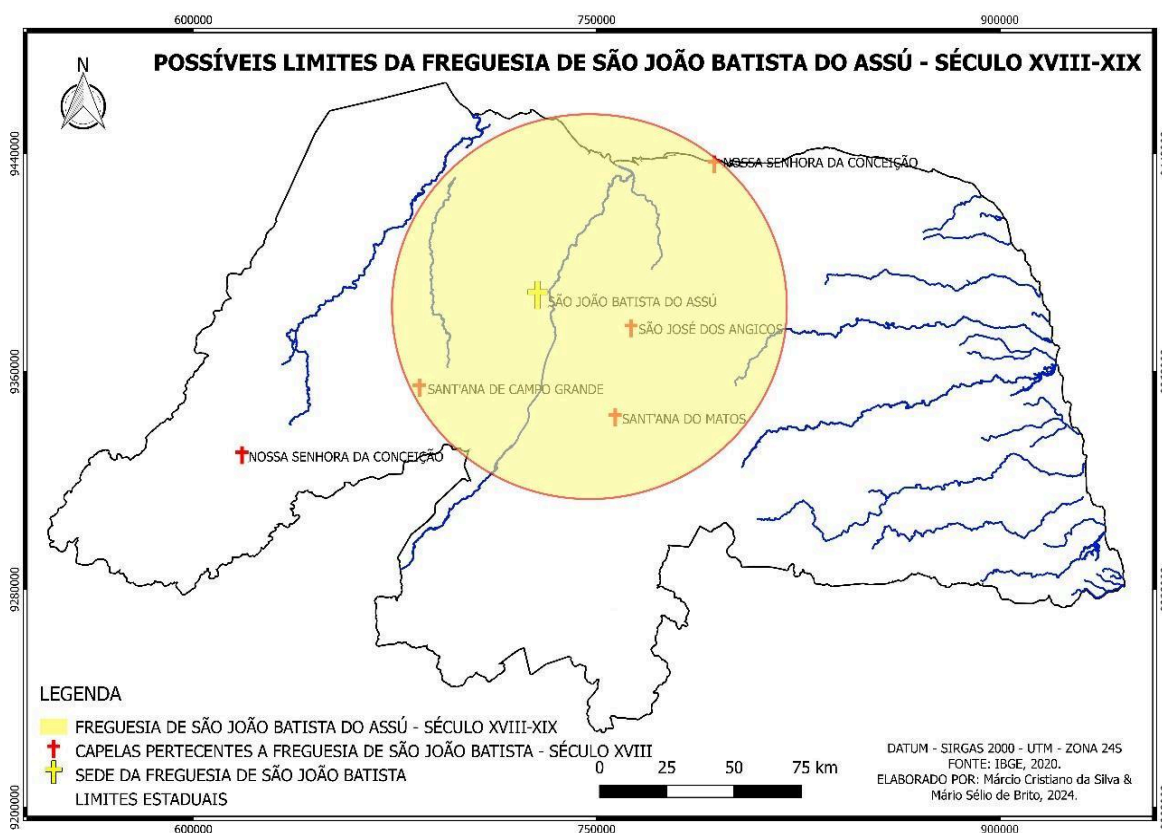 600000 750000 900000
POSSÍVEIS LIMITES DA FREGUESIA DE SÃO JOÃO BATISTA DO ASSÚ - SÉCULO XVIII-XIX
N
9440000
NOSSA SENHORA DA CONCEIÇÃO
SÃO JOÃO BATISTA DO ASSÚ
SÃO JOSÉ DOS ANGICOS
9360000
SANT'ANA DE CAMPO GRANDE
SANT'ANA DO MATOS
NOSSA SENHORA DA CONCEIÇÃO
9280000
LEGENDA
FREGUESIA DE SÃO JOÃO BATISTA DO ASSÚ - SÉCULO XVIII-XIX
CAPELAS PERTECENTES A FREGUESIA DE SÃO JOÃO BATISTA - SÉCULO XVIII
SEDE DA FREGUESIA DE SÃO JOÃO BATISTA
LIMITES ESTADUAIS
0 25 50 75 km
DATUM - SIRGAS 2000 - UTM - ZONA 24S
FONTE: IBGE, 2020.
ELABORADO POR: Márcio Cristiano da Silva &
Mário Sélio de Brito, 2024.
9200000
600000 750000 900000